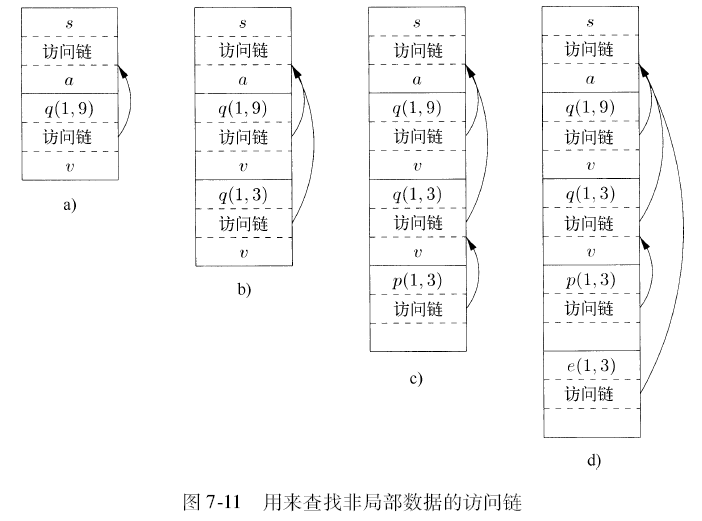 s
访问链
a
q(1, 9)
访问链
v
a)
s
访问链
a
q(1, 9)
访问链
v
q(1, 3)
访问链
v
b)
s
访问链
a
q(1, 9)
访问链
v
q(1, 3)
访问链
v
p(1, 3)
访问链
c)
s
访问链
a
q(1, 9)
访问链
v
q(1, 3)
访问链
v
p(1, 3)
访问链
e(1, 3)
访问链
d)
图 7-11 用来查找非局部数据的访问链